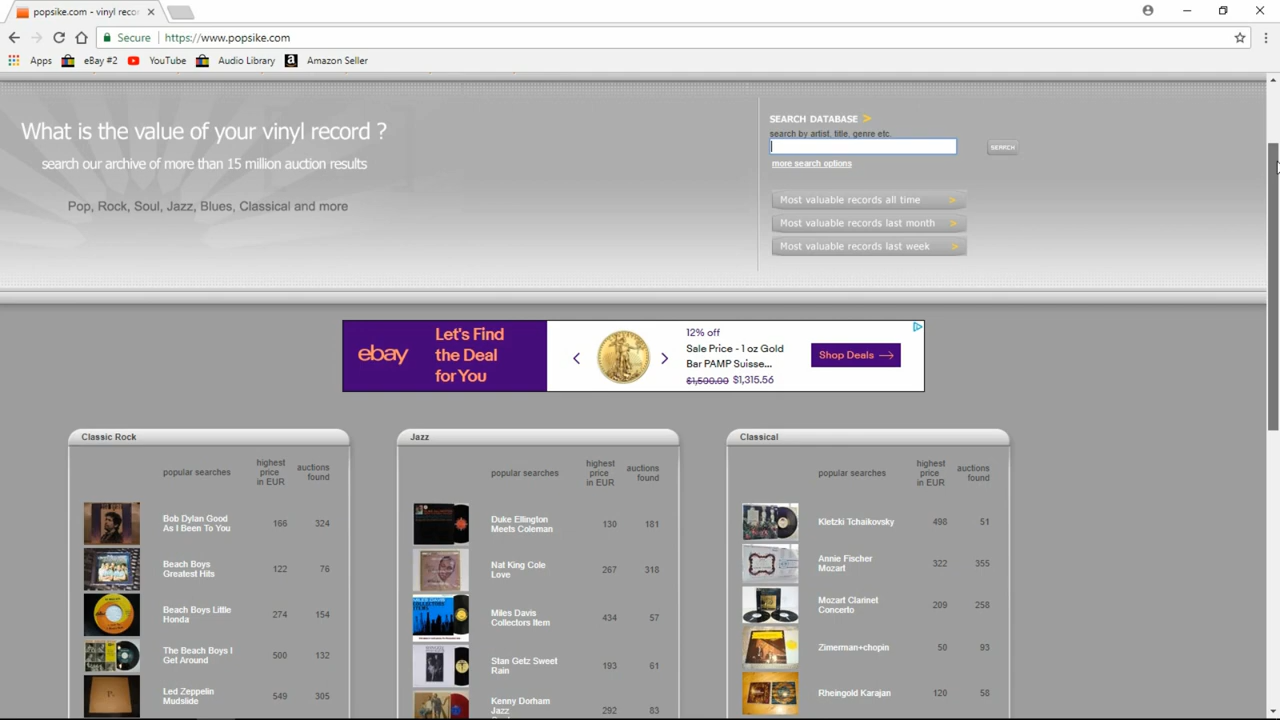 popsike.com - vinyl recor
Secure
https://www.popsike.com
Apps
eBay #2
YouTube
Audio Library
Amazon Seller
What is the value of your vinyl record ?
search our archive of more than 15 million auction results
Pop, Rock, Soul, Jazz, Blues, Classical and more
SEARCH DATABASE >
search by artist, title, genre etc.
SEARCH
more search options
Most valuable records all time >
Most valuable records last month >
Most valuable records last week >
ebay
Let's Find
the Deal
for You
12% off
Sale Price - 1 oz Gold
Bar PAMP Suisse...
$1,500.00 $1,315.56
Shop Deals →
Classic Rock
popular searches
highest
price
in EUR
auctions
found
Bob Dylan Good
As I Been To You
166 324
Beach Boys
Greatest Hits
122 76
Beach Boys Little
Honda
274 154
The Beach Boys I
Get Around
500 132
Led Zeppelin
Mudslide
549 305
Jazz
popular searches
highest
price
in EUR
auctions
found
Duke Ellington
Meets Coleman
130 181
Nat King Cole
Love
267 318
Miles Davis
Collectors Item
434 57
Stan Getz Sweet
Rain
193 61
Kenny Dorham
Jazz
292 83
Classical
popular searches
highest
price
in EUR
auctions
found
Kletzki Tchaikovsky
498 51
Annie Fischer
Mozart
322 355
Mozart Clarinet
Concerto
209 258
Zimerman+chopin
50 93
Rheingold Karajan
120 58